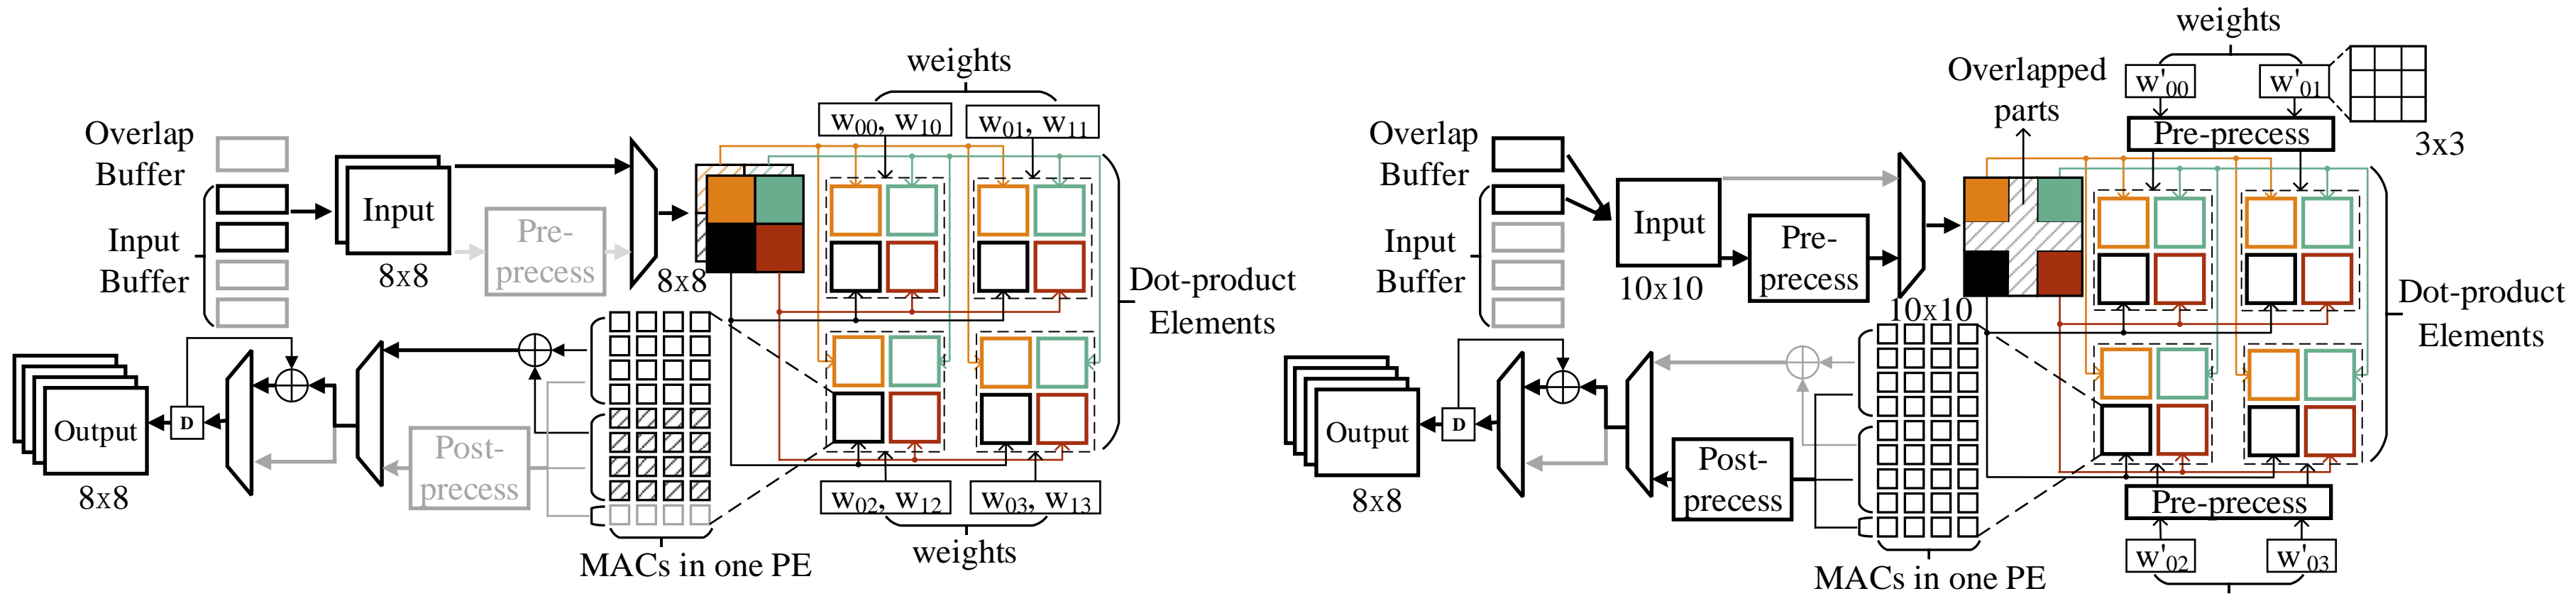 weights
w00, w10
w01, w11
Overlap
Buffer
Input
Buffer
Input
8x8
Pre-
precess
8x8
Dot-product
Elements
Output
8x8
D
Post-
precess
MACs in one PE
w02, w12
w03, w13
weights
weights
w'00
w'01
3x3
Overlapped
parts
Pre-precess
Overlap
Buffer
Input
Buffer
Input
10x10
Pre-
precess
10x10
Dot-product
Elements
Output
8x8
D
Post-
precess
MACs in one PE
Pre-precess
w'02
w'03